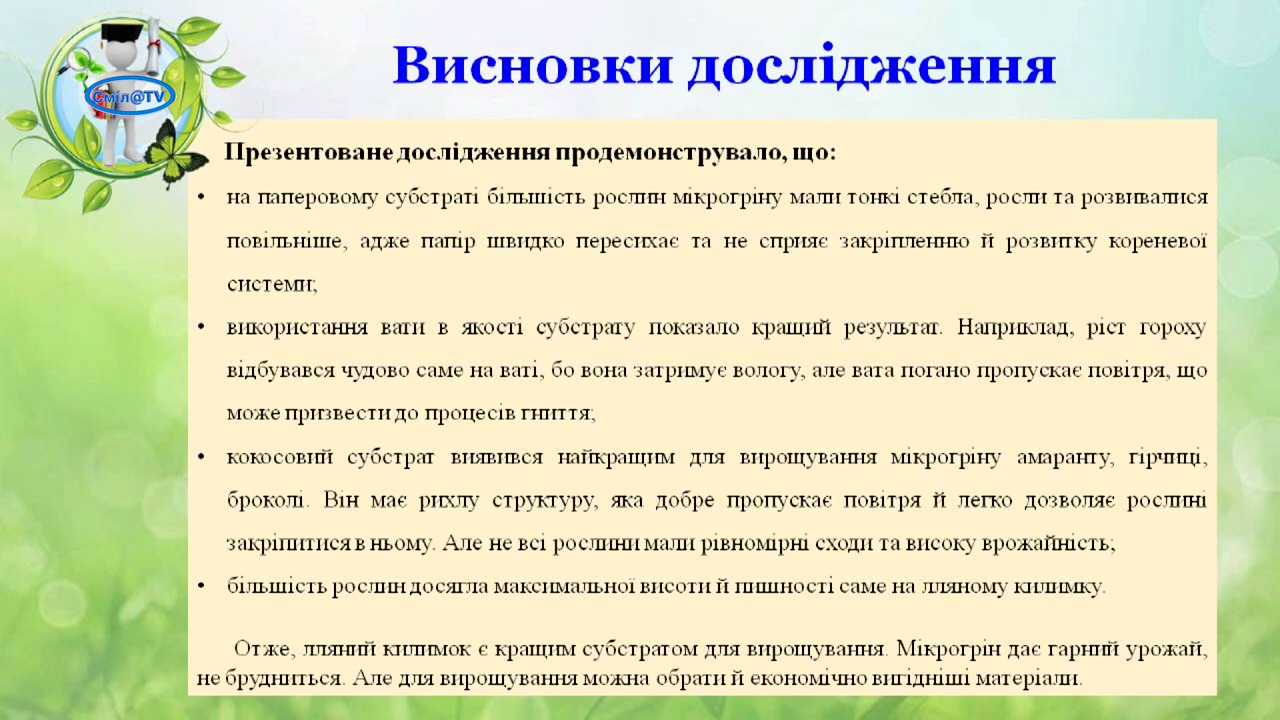 Висновки дослідження
Сміл@TV
Презентоване дослідження продемонструвало, що:
• на паперовому субстраті більшість рослин мікрогріну мали тонкі стебла, росли та розвивалися
повільніше, адже папір швидко пересихає та не сприяє закріпленню й розвитку кореневої
системи;
• використання вати в якості субстрату показало кращий результат. Наприклад, ріст гороху
відбувався чудово саме на ваті, бо вона затримує вологу, але вата погано пропускає повітря, що
може призвести до процесів гниття;
• кокосовий субстрат виявився найкращим для вирощування мікрогріну амаранту, гірчиці,
броколі. Він має рихлу структуру, яка добре пропускає повітря й легко дозволяє рослині
закріпитися в ньому. Але не всі рослини мали рівномірні сходи та високу врожайність;
• більшість рослин досягла максимальної висоти й пишності саме на лляному килимку.
Отже, лляний килимок є кращим субстратом для вирощування. Мікрогрін дає гарний урожай,
не брудниться. Але для вирощування можна обрати й економічно вигідніші матеріали.